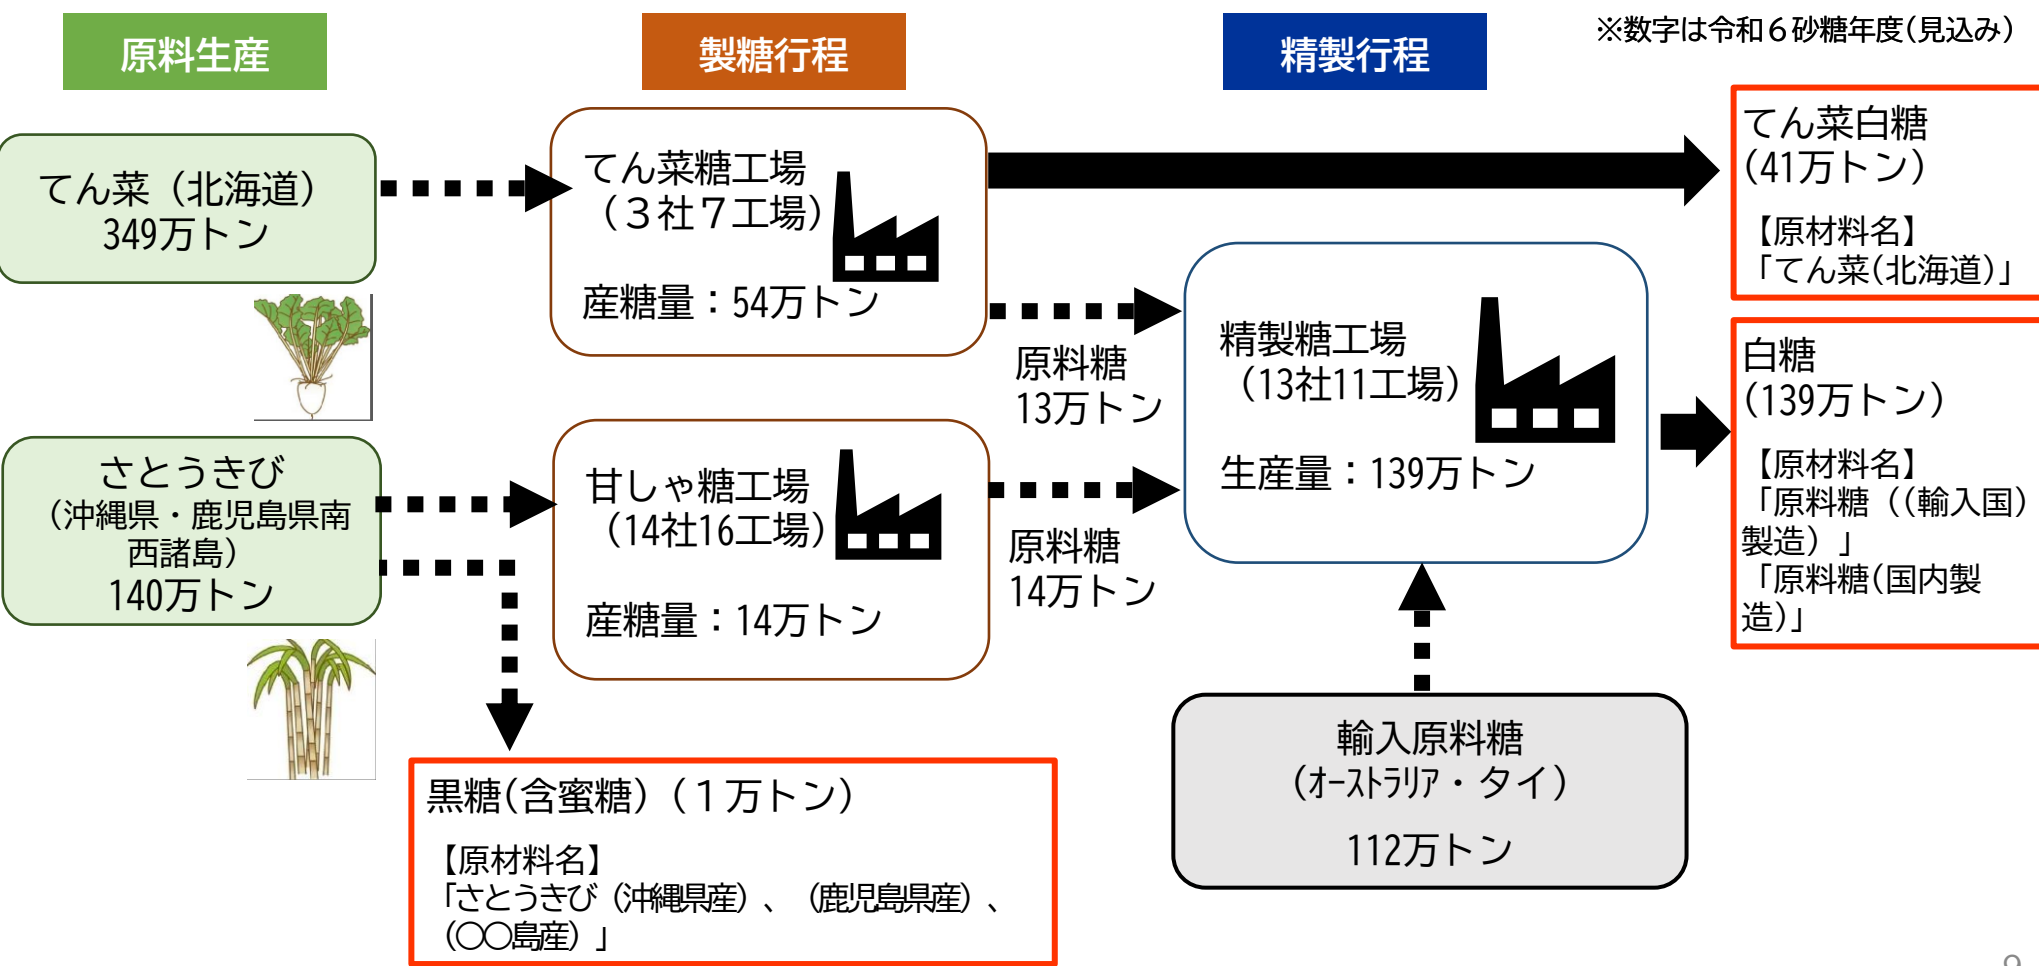 原料生産
製糖行程
精製行程
※数字は令和６砂糖年度(見込み)
てん菜（北海道）
349万トン
てん菜糖工場
（３社７工場）
産糖量：54万トン
てん菜白糖
(41万トン)
【原材料名】
「てん菜(北海道)」
原料糖
13万トン
精製糖工場
（13社11工場）
生産量：139万トン
白糖
(139万トン)
【原材料名】
「原料糖（(輸入国)
製造）」
「原料糖(国内製
造)」
さとうきび
（沖縄県・鹿児島県南
西諸島）
140万トン
甘しゃ糖工場
（14社16工場）
産糖量：14万トン
原料糖
14万トン
輸入原料糖
（ｵｰｽﾄﾗﾘｱ・タイ）
112万トン
黒糖(含蜜糖)（１万トン）
【原材料名】
「さとうきび（沖縄県産）、（鹿児島県産）、
（〇〇島産）」